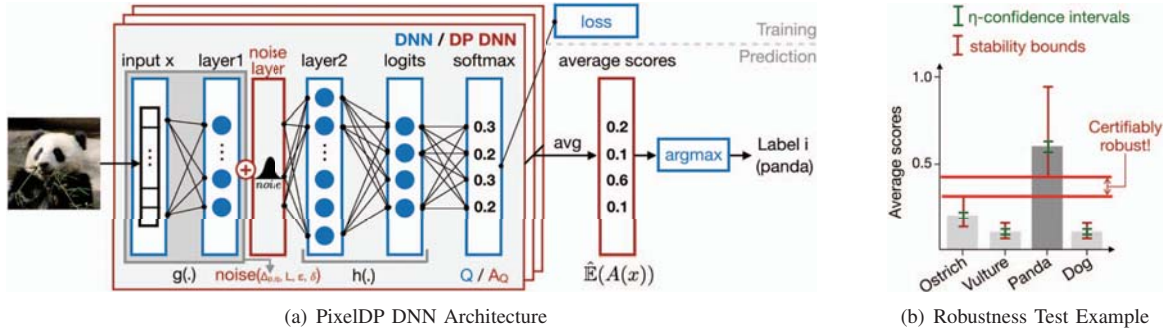 DNN / DP DNN
loss
Training
Prediction
input x
layer1
noise layer
layer2
logits
softmax
average scores
0.3
0.2
0.3
0.2
noise
avg
0.2
0.1
0.6
0.1
argmax
Label i
(panda)
g(.)
h(.)
Q / A_Q
Ê(A(x))
(a) PixelDP DNN Architecture
η-confidence intervals
stability bounds
Average scores
1.0
0.5
Certifiably
robust!
Ostrich
Vulture
Panda
Dog
(b) Robustness Test Example